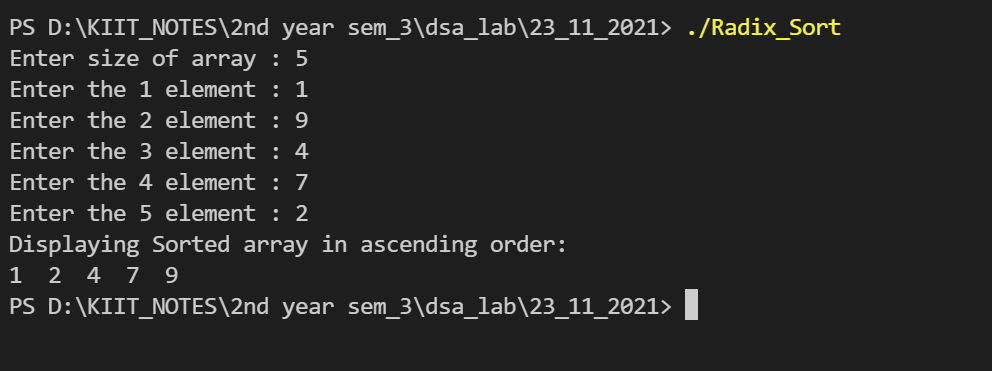 PS D:\KIIT_NOTES\2nd year sem_3\dsa_lab\23_11_2021> ./Radix_Sort
Enter size of array : 5
Enter the 1 element : 1
Enter the 2 element : 9
Enter the 3 element : 4
Enter the 4 element : 7
Enter the 5 element : 2
Displaying Sorted array in ascending order:
1  2  4  7  9
PS D:\KIIT_NOTES\2nd year sem_3\dsa_lab\23_11_2021>